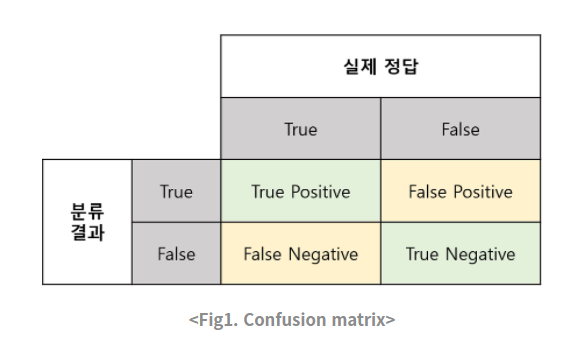 실제 정답
True False
분류
결과
True True Positive False Positive
False False Negative True Negative
<Fig1. Confusion matrix>